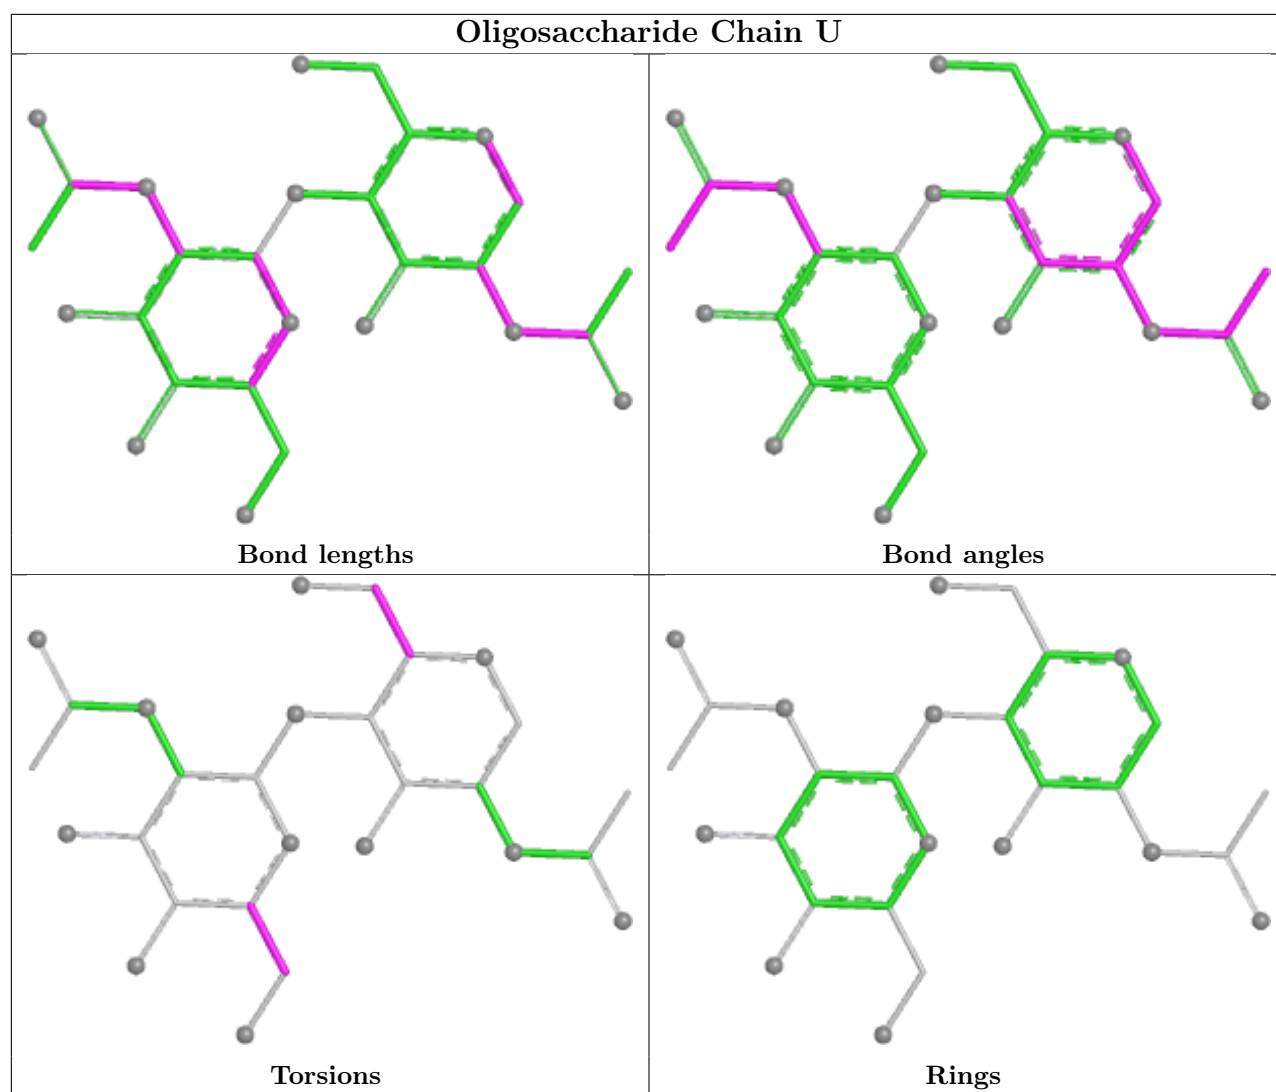 Oligosaccharide Chain U
Bond lengths
Bond angles
Torsions
Rings